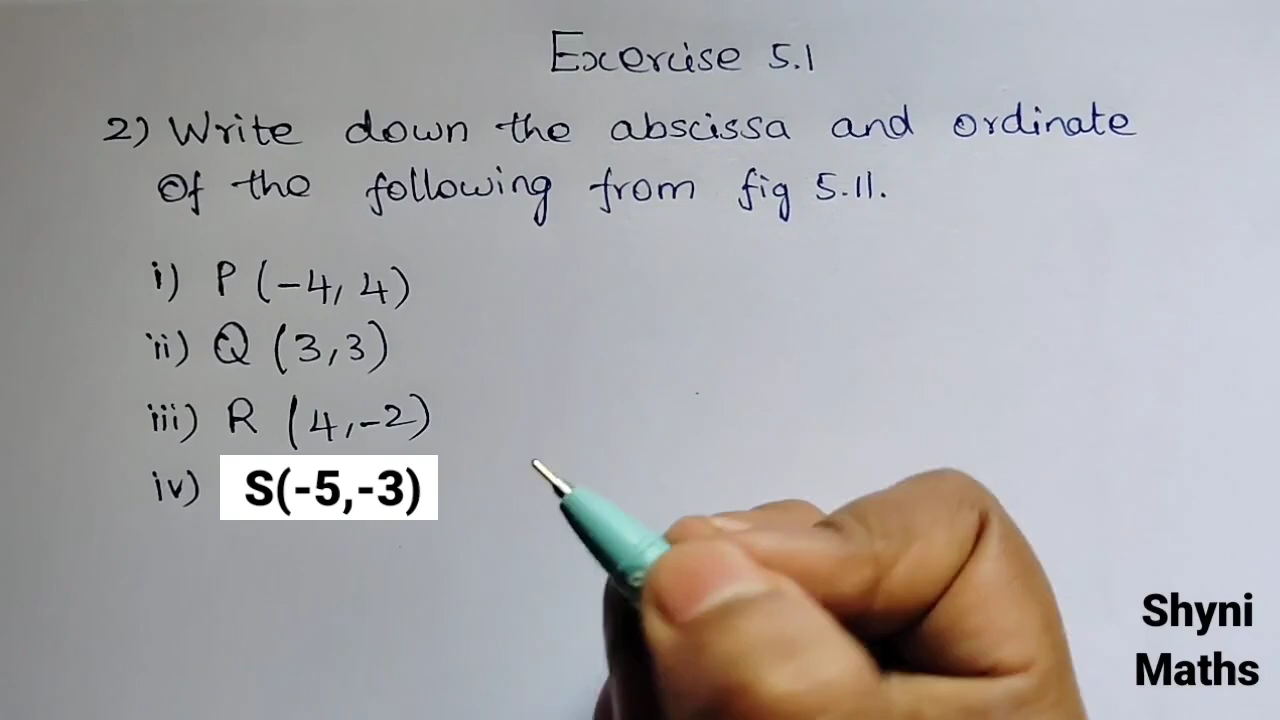 Exercise 5.1
2) Write down the abscissa and ordinate
of the following from fig 5.11.
i) P (-4, 4)
ii) Q (3,3)
iii) R (4,-2)
iv) S(-5,-3)
Shyni
Maths